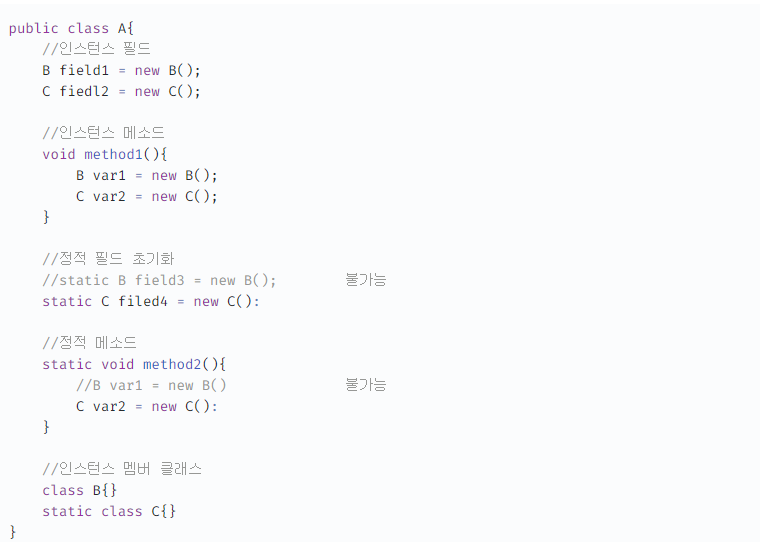 public class A{
    //인스턴스 필드
    B field1 = new B();
    C fiedl2 = new C();

    //인스턴스 메소드
    void method1(){
        B var1 = new B();
        C var2 = new C();
    }

    //정적 필드 초기화
    //static B field3 = new B();        불가능
    static C filed4 = new C():

    //정적 메소드
    static void method2(){
        //B var1 = new B()              불가능
        C var2 = new C():
    }

    //인스턴스 멤버 클래스
    class B{}
    static class C{}
}